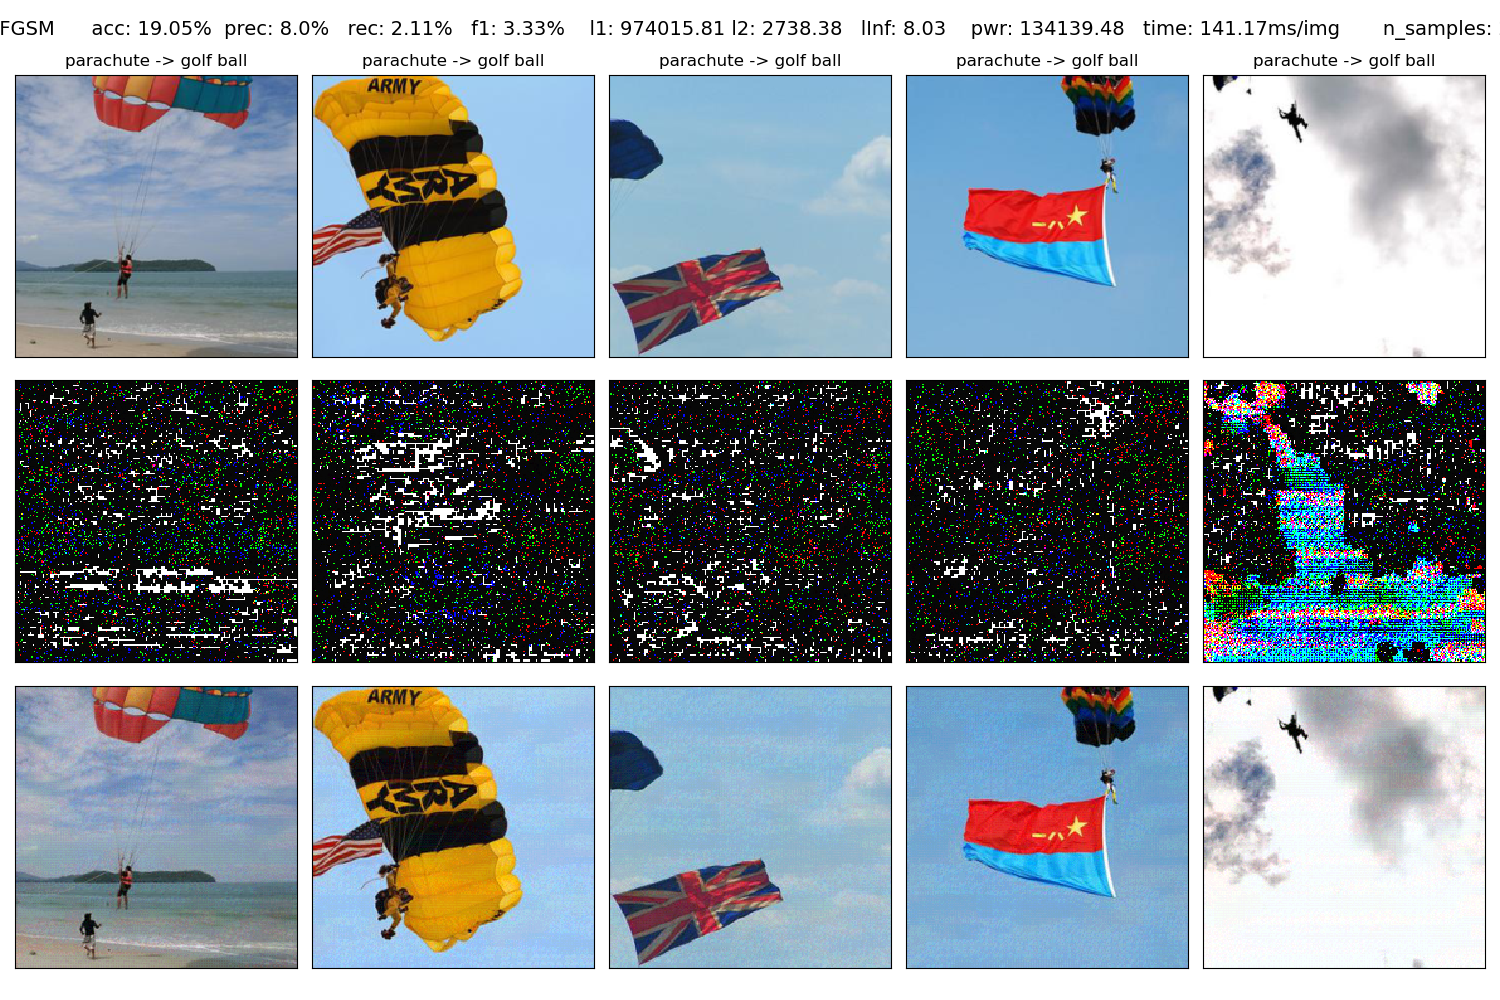 FGSM acc: 19.05% prec: 8.0% rec: 2.11% f1: 3.33% l1: 974015.81 l2: 2738.38 lInf: 8.03 pwr: 134139.48 time: 141.17ms/img n_samples:
parachute -> golf ball parachute -> golf ball parachute -> golf ball parachute -> golf ball parachute -> golf ball
ARMY
ARMY
ARMY
ARMY